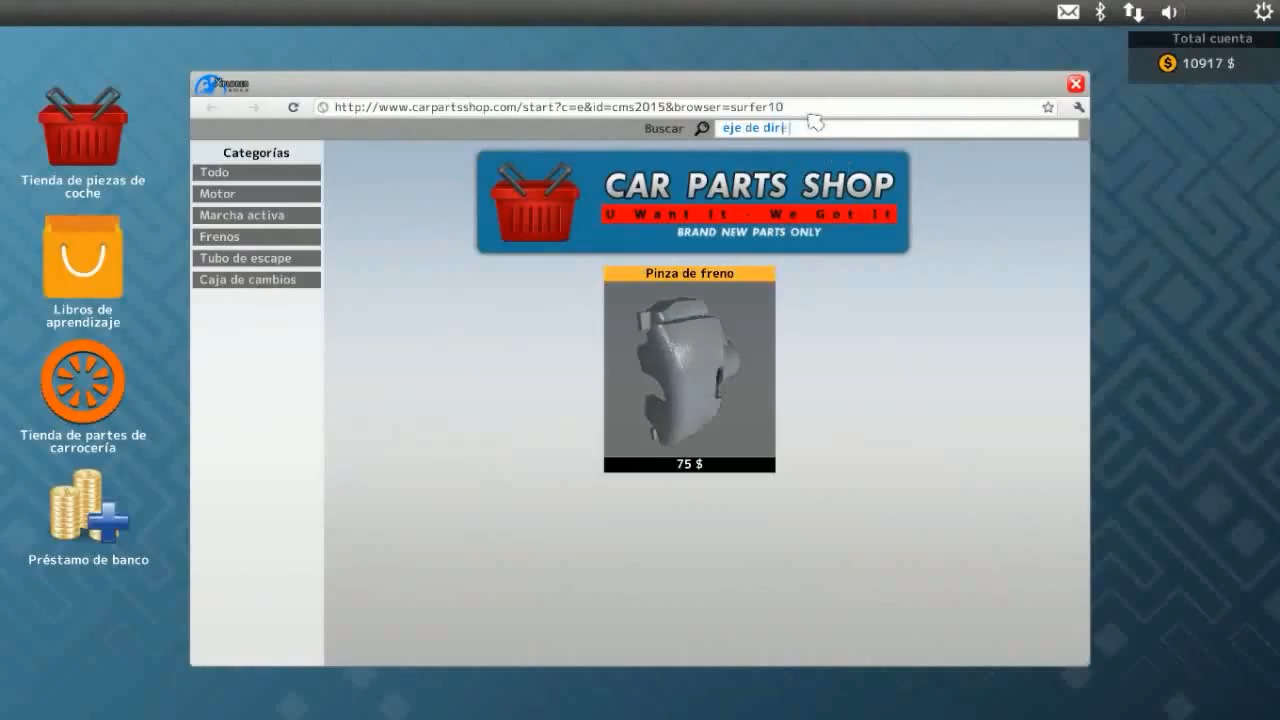 Total cuenta
10917 $
http://www.carpartsshop.com/start?c=e&id=cms2015&browser=surfer10
Buscar
eje de diri
Categorías
Todo
Motor
Marcha activa
Frenos
Tubo de escape
Caja de cambios
CAR PARTS SHOP
U Want It - We Got It
BRAND NEW PARTS ONLY
Pinza de freno
75 $
Tienda de piezas de
coche
Libros de
aprendizaje
Tienda de partes de
carrocería
Préstamo de banco